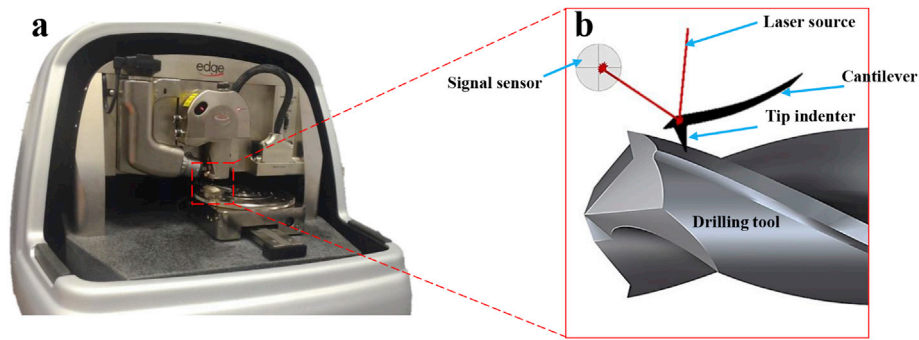 a
edge
b
Laser source
Signal sensor
Cantilever
Tip indenter
Drilling tool